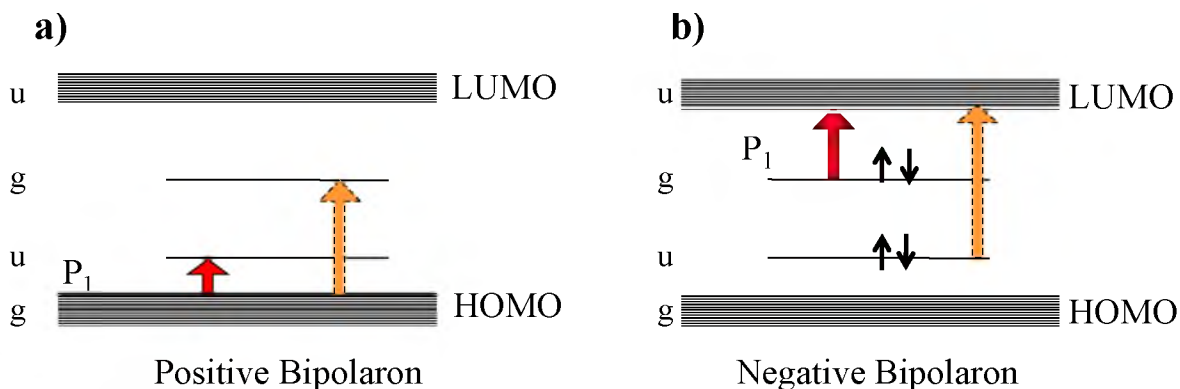 a)
u
LUMO
g
u
P₁
g
HOMO
Positive Bipolaron
b)
u
LUMO
P₁
g
u
g
HOMO
Negative Bipolaron